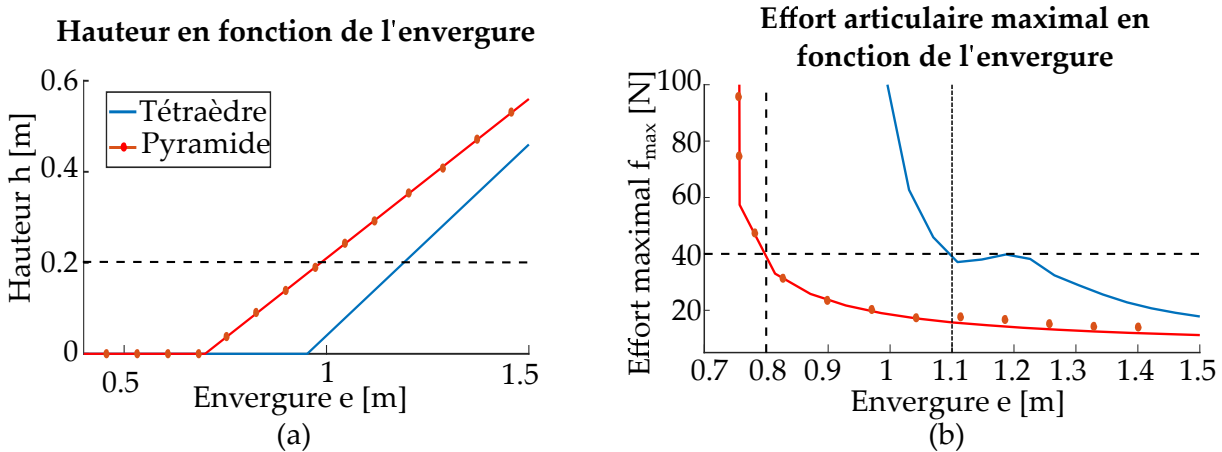 Hauteur en fonction de l'envergure
0.6
0.4
0.2
0
Hauteur h [m]
Tétraèdre
Pyramide
0.5
1
1.5
Envergure e [m]
(a)
Effort articulaire maximal en
fonction de l'envergure
100
80
60
40
20
Effort maximal f_max [N]
0.7
0.8
0.9
1
1.1
1.2
1.3
1.4
1.5
Envergure e [m]
(b)